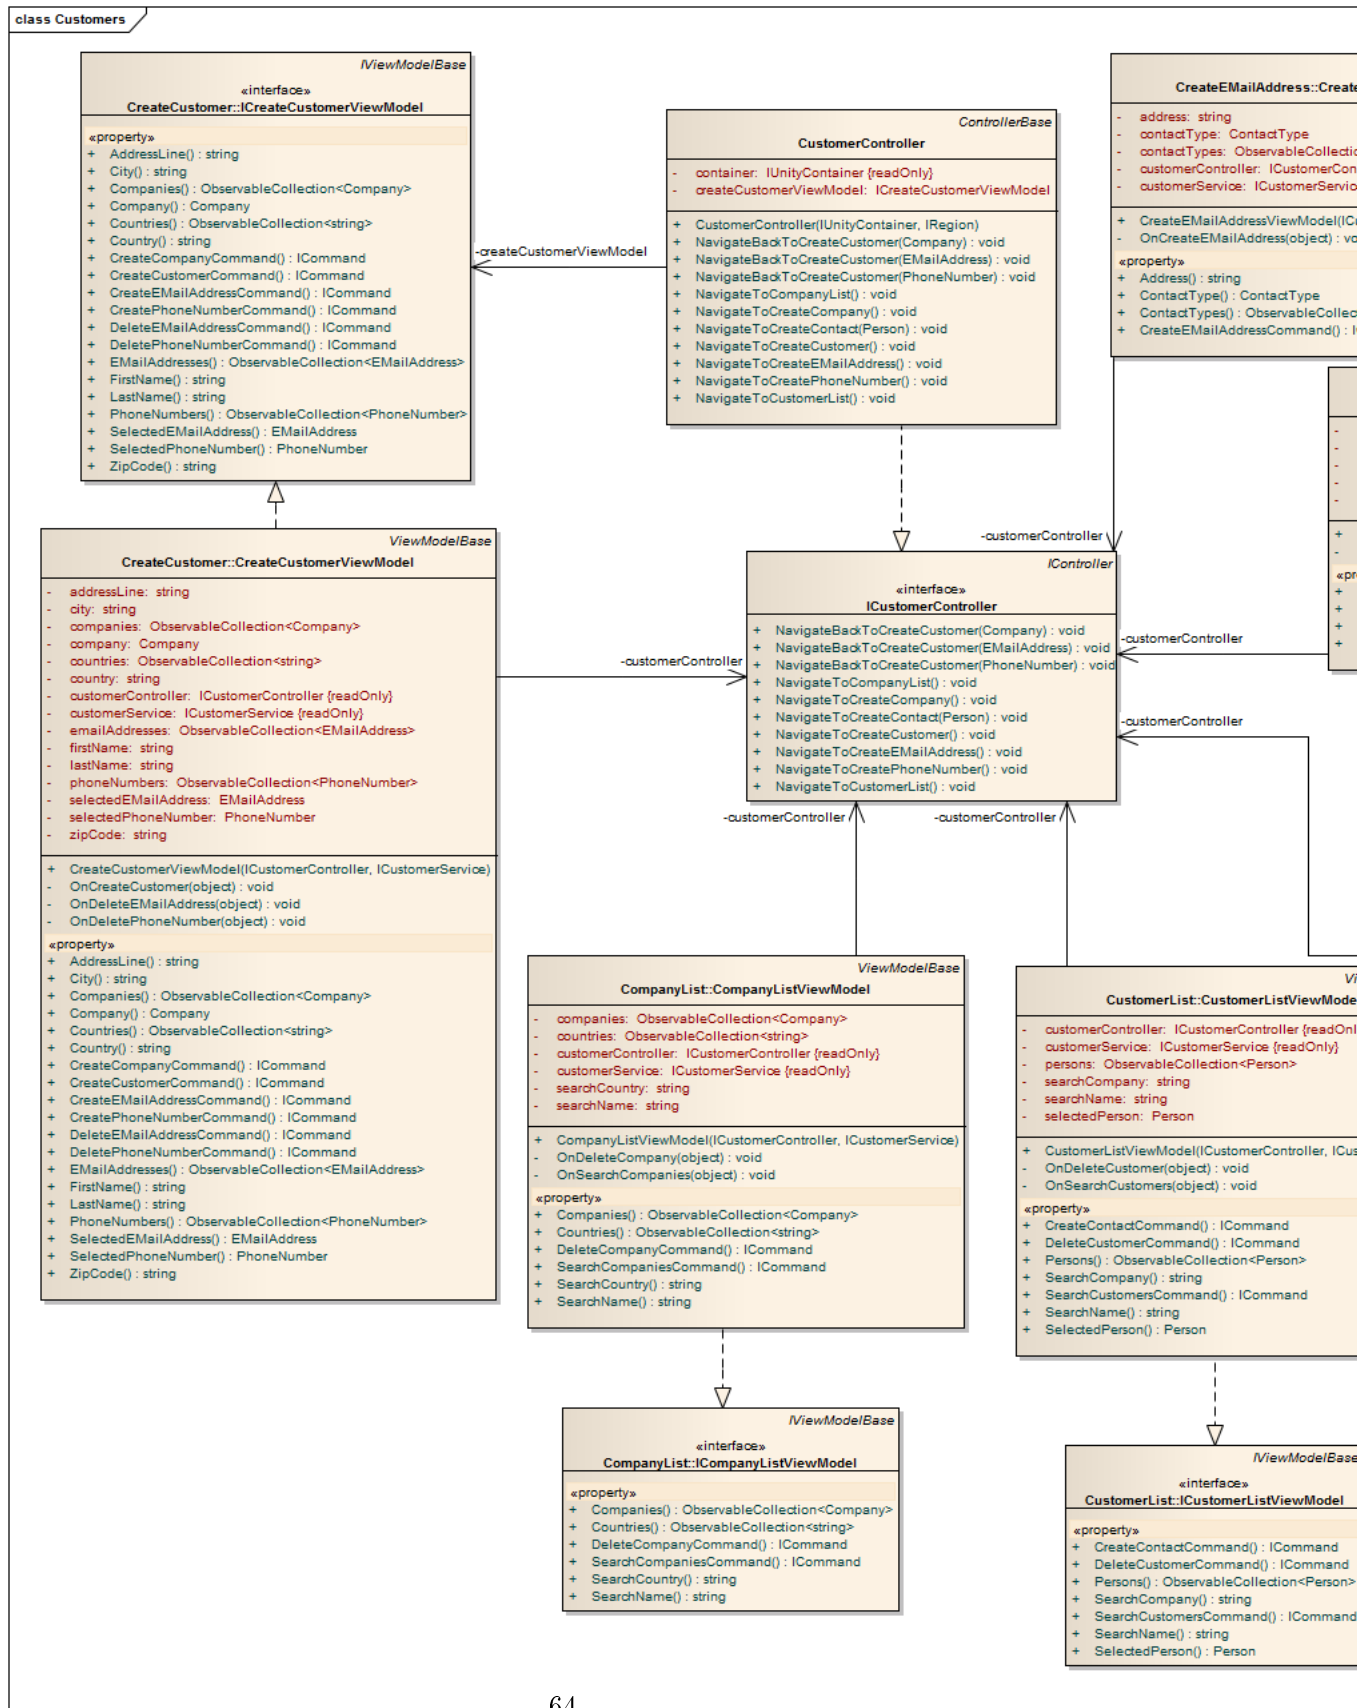 class Customers
IViewModelBase
«interface»
CreateCustomer::ICreateCustomerViewModel
«property»
+ AddressLine() : string
+ City() : string
+ Companies() : ObservableCollection<Company>
+ Company() : Company
+ Countries() : ObservableCollection<string>
+ Country() : string
+ CreateCompanyCommand() : ICommand
+ CreateCustomerCommand() : ICommand
+ CreateEMailAddressCommand() : ICommand
+ CreatePhoneNumberCommand() : ICommand
+ DeleteEMailAddressCommand() : ICommand
+ DeletePhoneNumberCommand() : ICommand
+ EMailAddresses() : ObservableCollection<EMailAddress>
+ FirstName() : string
+ LastName() : string
+ PhoneNumbers() : ObservableCollection<PhoneNumber>
+ SelectedEMailAddress() : EMailAddress
+ SelectedPhoneNumber() : PhoneNumber
+ ZipCode() : string
-createCustomerViewModel
ControllerBase
CustomerController
- container: IUnityContainer {readOnly}
- createCustomerViewModel: ICreateCustomerViewModel
+ CustomerController(IUnityContainer, IRegion)
+ NavigateBackToCreateCustomer(Company) : void
+ NavigateBackToCreateCustomer(EMailAddress) : void
+ NavigateBackToCreateCustomer(PhoneNumber) : void
+ NavigateToCompanyList() : void
+ NavigateToCreateCompany() : void
+ NavigateToCreateContact(Person) : void
+ NavigateToCreateCustomer() : void
+ NavigateToCreateEMailAddress() : void
+ NavigateToCreatePhoneNumber() : void
+ NavigateToCustomerList() : void
CreateEMailAddress::Create
- address: string
- contactType: ContactType
- contactTypes: ObservableCollectio
- customerController: ICustomerCon
- customerService: ICustomerService
+ CreateEMailAddressViewModel(IC
- OnCreateEMailAddress(object) : vo
«property»
+ Address() : string
+ ContactType() : ContactType
+ ContactTypes() : ObservableCollec
+ CreateEMailAddressCommand() : I
-
-
-
-
-
+
-
«pro
+
+
+
+
-customerController
-customerController
-customerController
-customerController
-customerController
-customerController
ViewModelBase
CreateCustomer::CreateCustomerViewModel
- addressLine: string
- city: string
- companies: ObservableCollection<Company>
- company: Company
- countries: ObservableCollection<string>
- country: string
- customerController: ICustomerController {readOnly}
- customerService: ICustomerService {readOnly}
- emailAddresses: ObservableCollection<EMailAddress>
- firstName: string
- lastName: string
- phoneNumbers: ObservableCollection<PhoneNumber>
- selectedEMailAddress: EMailAddress
- selectedPhoneNumber: PhoneNumber
- zipCode: string
+ CreateCustomerViewModel(ICustomerController, ICustomerService)
- OnCreateCustomer(object) : void
- OnDeleteEMailAddress(object) : void
- OnDeletePhoneNumber(object) : void
«property»
+ AddressLine() : string
+ City() : string
+ Companies() : ObservableCollection<Company>
+ Company() : Company
+ Countries() : ObservableCollection<string>
+ Country() : string
+ CreateCompanyCommand() : ICommand
+ CreateCustomerCommand() : ICommand
+ CreateEMailAddressCommand() : ICommand
+ CreatePhoneNumberCommand() : ICommand
+ DeleteEMailAddressCommand() : ICommand
+ DeletePhoneNumberCommand() : ICommand
+ EMailAddresses() : ObservableCollection<EMailAddress>
+ FirstName() : string
+ LastName() : string
+ PhoneNumbers() : ObservableCollection<PhoneNumber>
+ SelectedEMailAddress() : EMailAddress
+ SelectedPhoneNumber() : PhoneNumber
+ ZipCode() : string
IController
«interface»
ICustomerController
+ NavigateBackToCreateCustomer(Company) : void
+ NavigateBackToCreateCustomer(EMailAddress) : void
+ NavigateBackToCreateCustomer(PhoneNumber) : void
+ NavigateToCompanyList() : void
+ NavigateToCreateCompany() : void
+ NavigateToCreateContact(Person) : void
+ NavigateToCreateCustomer() : void
+ NavigateToCreateEMailAddress() : void
+ NavigateToCreatePhoneNumber() : void
+ NavigateToCustomerList() : void
ViewModelBase
CompanyList::CompanyListViewModel
- companies: ObservableCollection<Company>
- countries: ObservableCollection<string>
- customerController: ICustomerController {readOnly}
- customerService: ICustomerService {readOnly}
- searchCountry: string
- searchName: string
+ CompanyListViewModel(ICustomerController, ICustomerService)
- OnDeleteCompany(object) : void
- OnSearchCompanies(object) : void
«property»
+ Companies() : ObservableCollection<Company>
+ Countries() : ObservableCollection<string>
+ DeleteCompanyCommand() : ICommand
+ SearchCompaniesCommand() : ICommand
+ SearchCountry() : string
+ SearchName() : string
Vi
CustomerList::CustomerListViewMode
- customerController: ICustomerController {readOnl
- customerService: ICustomerService {readOnly}
- persons: ObservableCollection<Person>
- searchCompany: string
- searchName: string
- selectedPerson: Person
+ CustomerListViewModel(ICustomerController, ICus
- OnDeleteCustomer(object) : void
- OnSearchCustomers(object) : void
«property»
+ CreateContactCommand() : ICommand
+ DeleteCustomerCommand() : ICommand
+ Persons() : ObservableCollection<Person>
+ SearchCompany() : string
+ SearchCustomersCommand() : ICommand
+ SearchName() : string
+ SelectedPerson() : Person
IViewModelBase
«interface»
CompanyList::ICompanyListViewModel
«property»
+ Companies() : ObservableCollection<Company>
+ Countries() : ObservableCollection<string>
+ DeleteCompanyCommand() : ICommand
+ SearchCompaniesCommand() : ICommand
+ SearchCountry() : string
+ SearchName() : string
IViewModelBase
«interface»
CustomerList::ICustomerListViewModel
«property»
+ CreateContactCommand() : ICommand
+ DeleteCustomerCommand() : ICommand
+ Persons() : ObservableCollection<Person>
+ SearchCompany() : string
+ SearchCustomersCommand() : ICommand
+ SearchName() : string
+ SelectedPerson() : Person
64